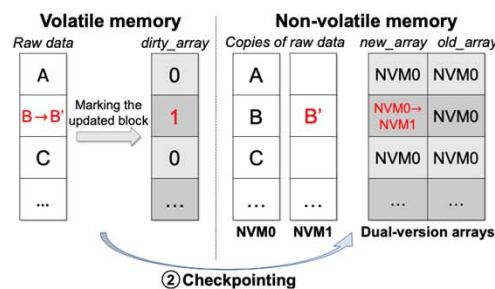 Volatile memory
Non-volatile memory
Raw data
dirty_array
Copies of raw data
new_array
old_array
A
0
A
NVM0
NVM0
B→B'
Marking the
updated block
1
B
B'
NVM0→
NVM1
NVM0
C
0
C
NVM0
NVM0
...
...
...
...
...
NVM0
NVM1
Dual-version arrays
②Checkpointing